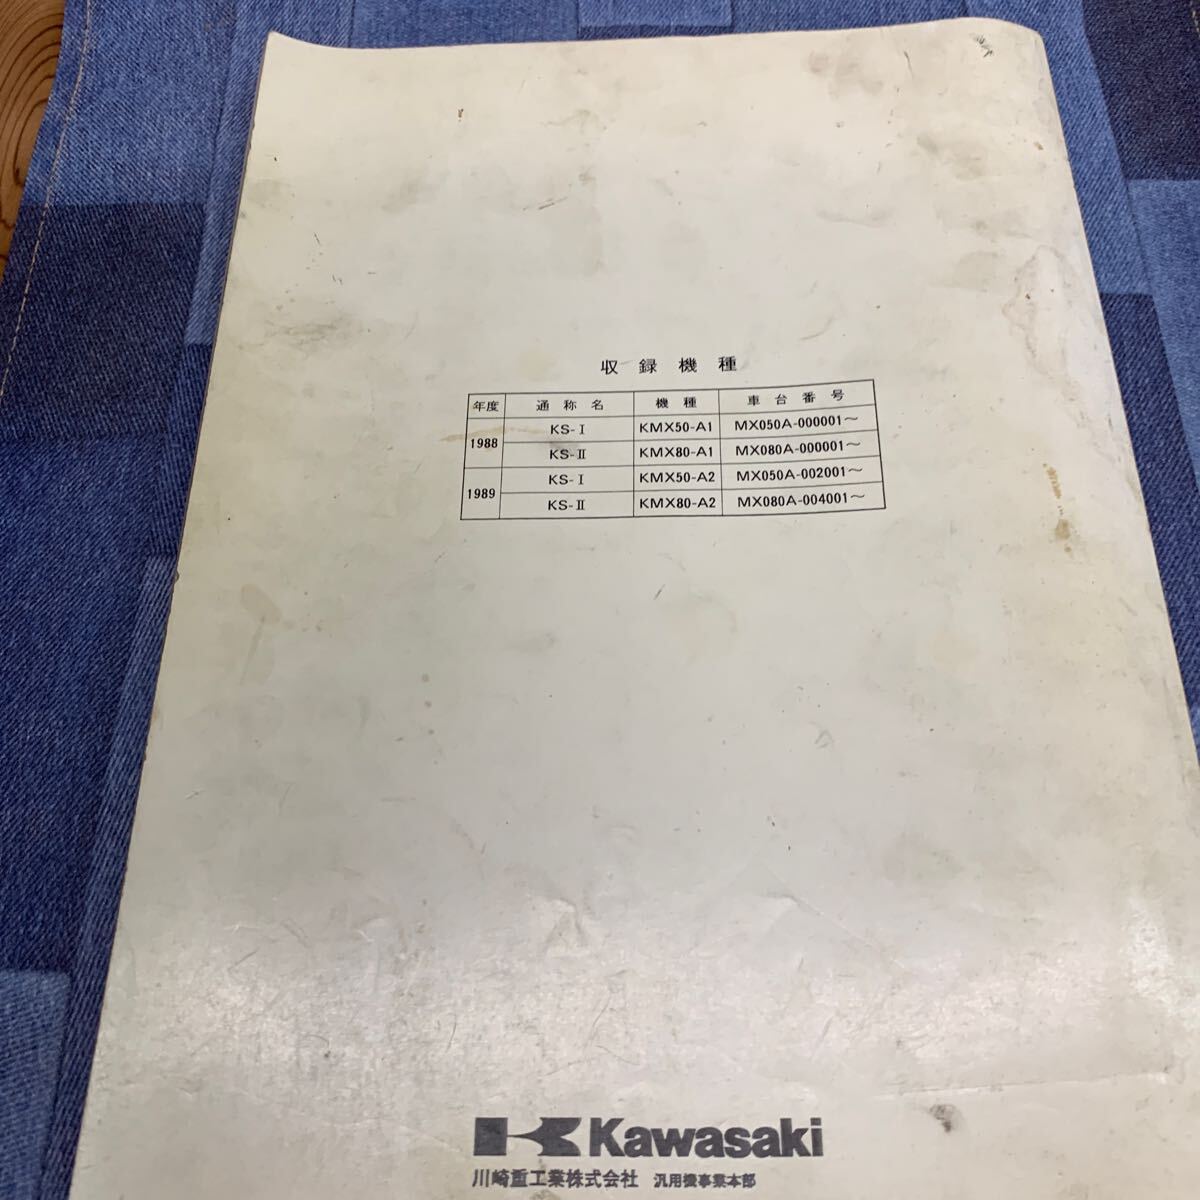 収録機種
年度 通称名 機種 車台番号
1988 KS-Ⅰ KMX50-A1 MX050A-000001～
KS-Ⅱ KMX80-A1 MX080A-000001～
1989 KS-Ⅰ KMX50-A2 MX050A-002001～
KS-Ⅱ KMX80-A2 MX080A-004001～
Kawasaki
川崎重工業株式会社 汎用機事業本部